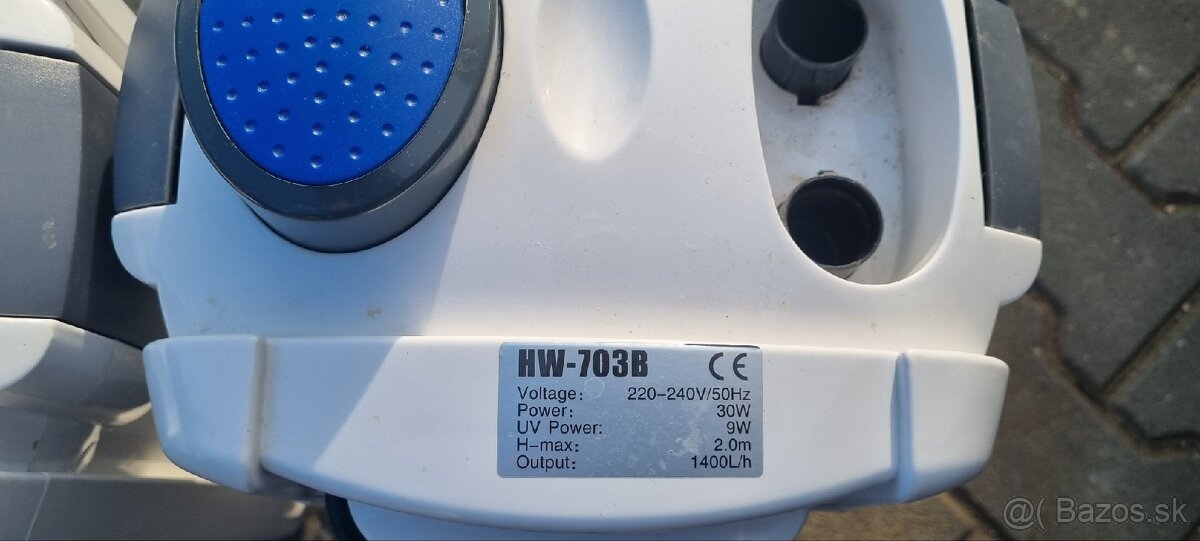 HW-703B CE
Voltage: 220-240V/50Hz
Power: 30W
UV Power: 9W
H-max: 2.0m
Output: 1400L/h
@( Bazos.sk